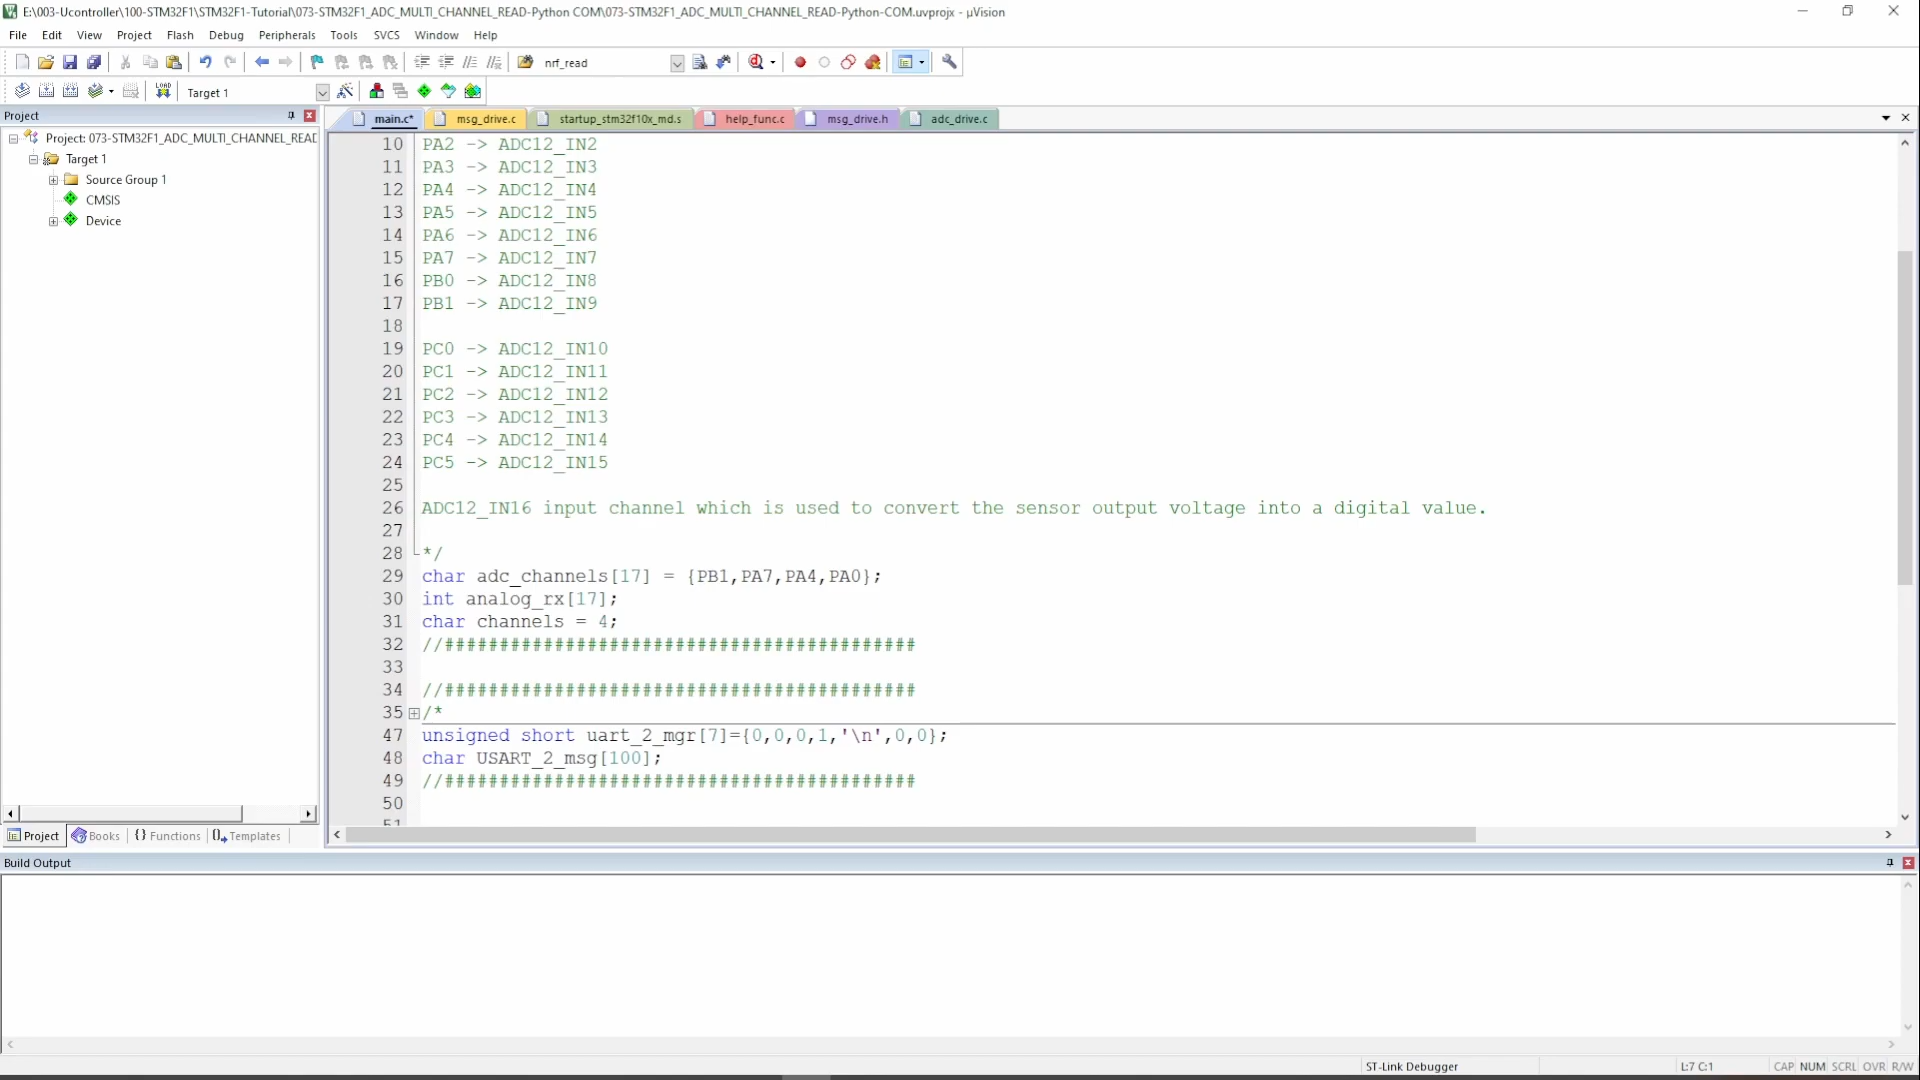 E:\003-Ucontroller\100-STM32F1\STM32F1-Tutorial\073-STM32F1_ADC_MULTI_CHANNEL_READ-Python COM\073-STM32F1_ADC_MULTI_CHANNEL_READ-Python-COM.uvprojx - µVision
File Edit View Project Flash Debug Peripherals Tools SVCS Window Help
nrf_read
LOAD Target 1
Project
main.c* msg_drive.c startup_stm32f10x_md.s help_func.c msg_drive.h adc_drive.c
Project: 073-STM32F1_ADC_MULTI_CHANNEL_READ
Target 1
Source Group 1
CMSIS
Device
10 PA2 -> ADC12_IN2
11 PA3 -> ADC12_IN3
12 PA4 -> ADC12_IN4
13 PA5 -> ADC12_IN5
14 PA6 -> ADC12_IN6
15 PA7 -> ADC12_IN7
16 PB0 -> ADC12_IN8
17 PB1 -> ADC12_IN9
18
19 PC0 -> ADC12_IN10
20 PC1 -> ADC12_IN11
21 PC2 -> ADC12_IN12
22 PC3 -> ADC12_IN13
23 PC4 -> ADC12_IN14
24 PC5 -> ADC12_IN15
25
26 ADC12_IN16 input channel which is used to convert the sensor output voltage into a digital value.
27
28 */
29 char adc_channels[17] = {PB1,PA7,PA4,PA0};
30 int analog_rx[17];
31 char channels = 4;
32 //###########################################
33
34 //###########################################
35 /*
47 unsigned short uart_2_mgr[7]={0,0,0,1,'\n',0,0};
48 char USART_2_msg[100];
49 //###########################################
50
51
Project Books {} Functions Templates
Build Output
ST-Link Debugger L:7 C:1 CAP NUM SCRL OVR R/W